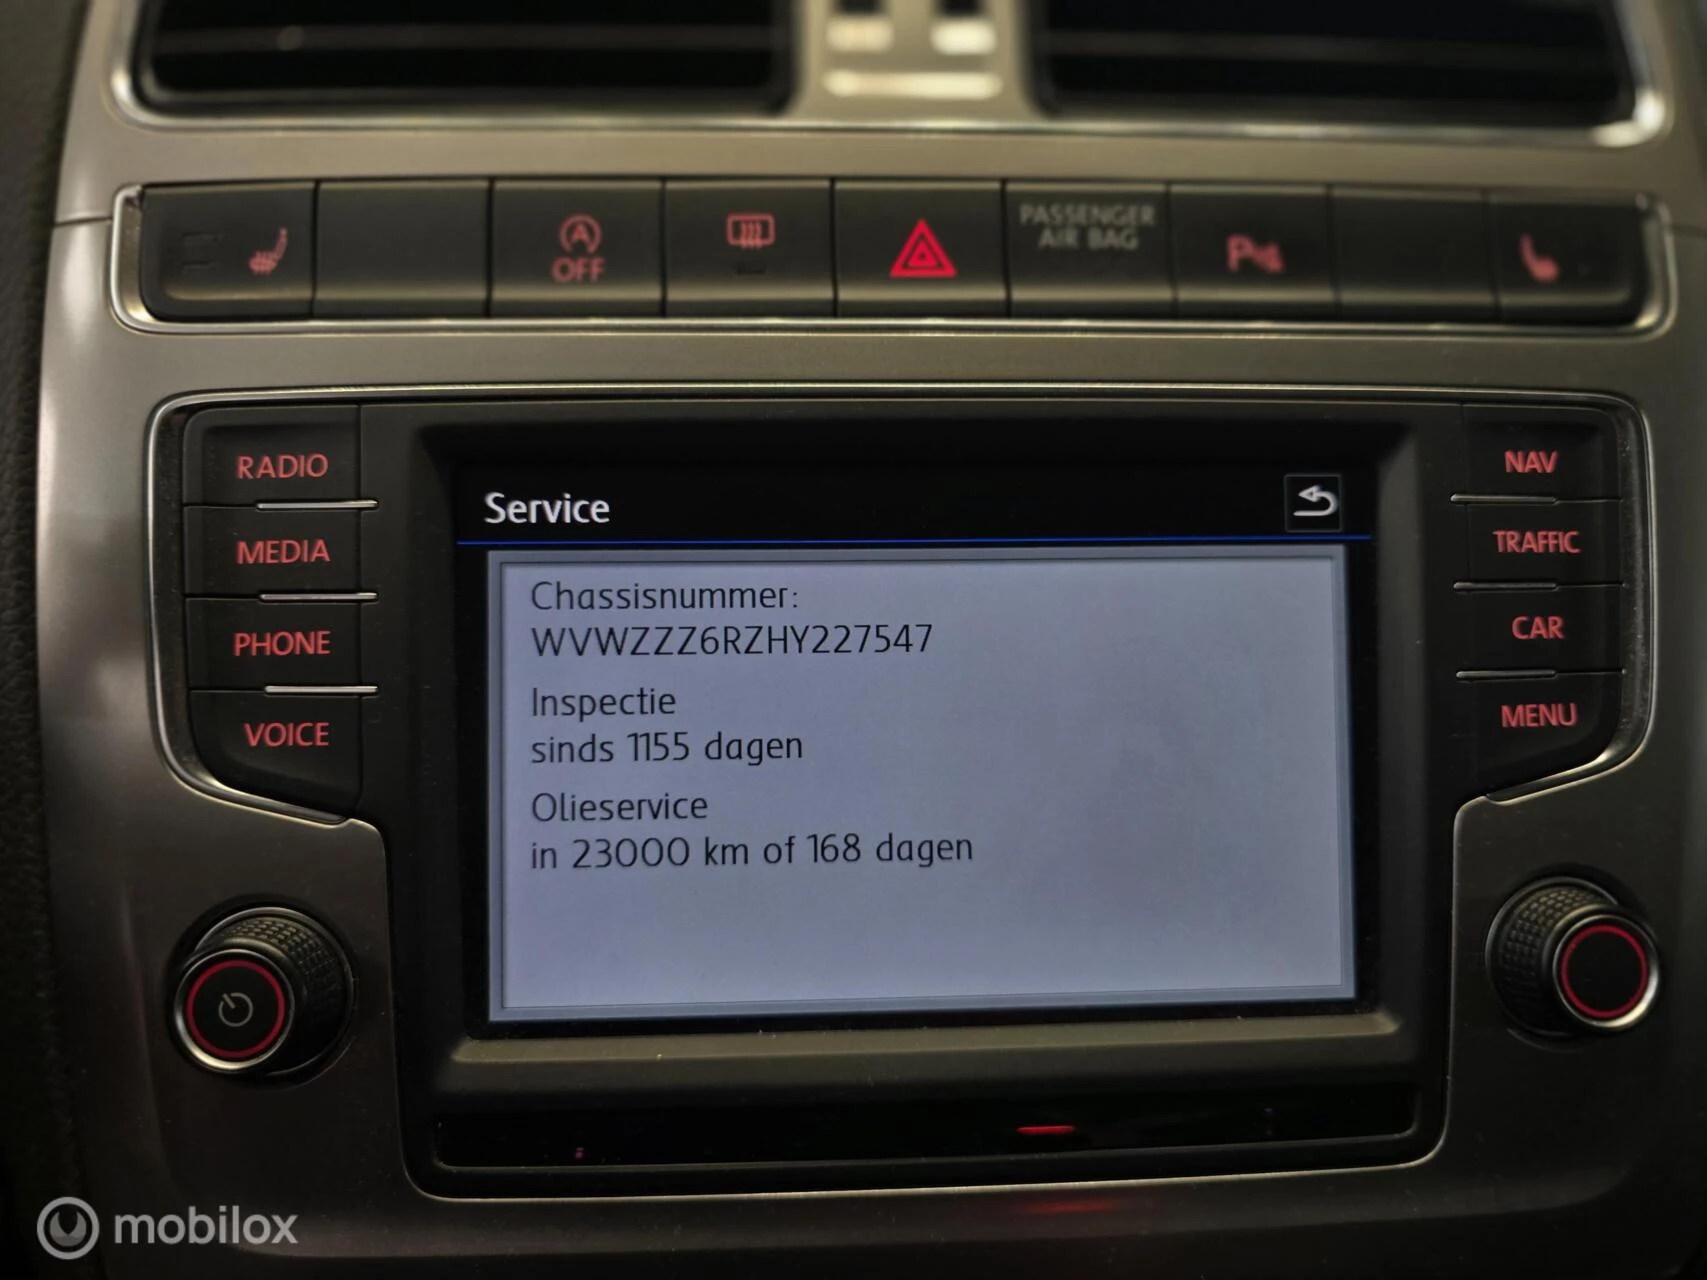 OFF
PASSENGER
AIR BAG
RADIO
MEDIA
PHONE
VOICE
Service
Chassisnummer:
WVWZZZ6RZHY227547
Inspectie
sinds 1155 dagen
Olieservice
in 23000 km of 168 dagen
NAV
TRAFFIC
CAR
MENU
mobilox